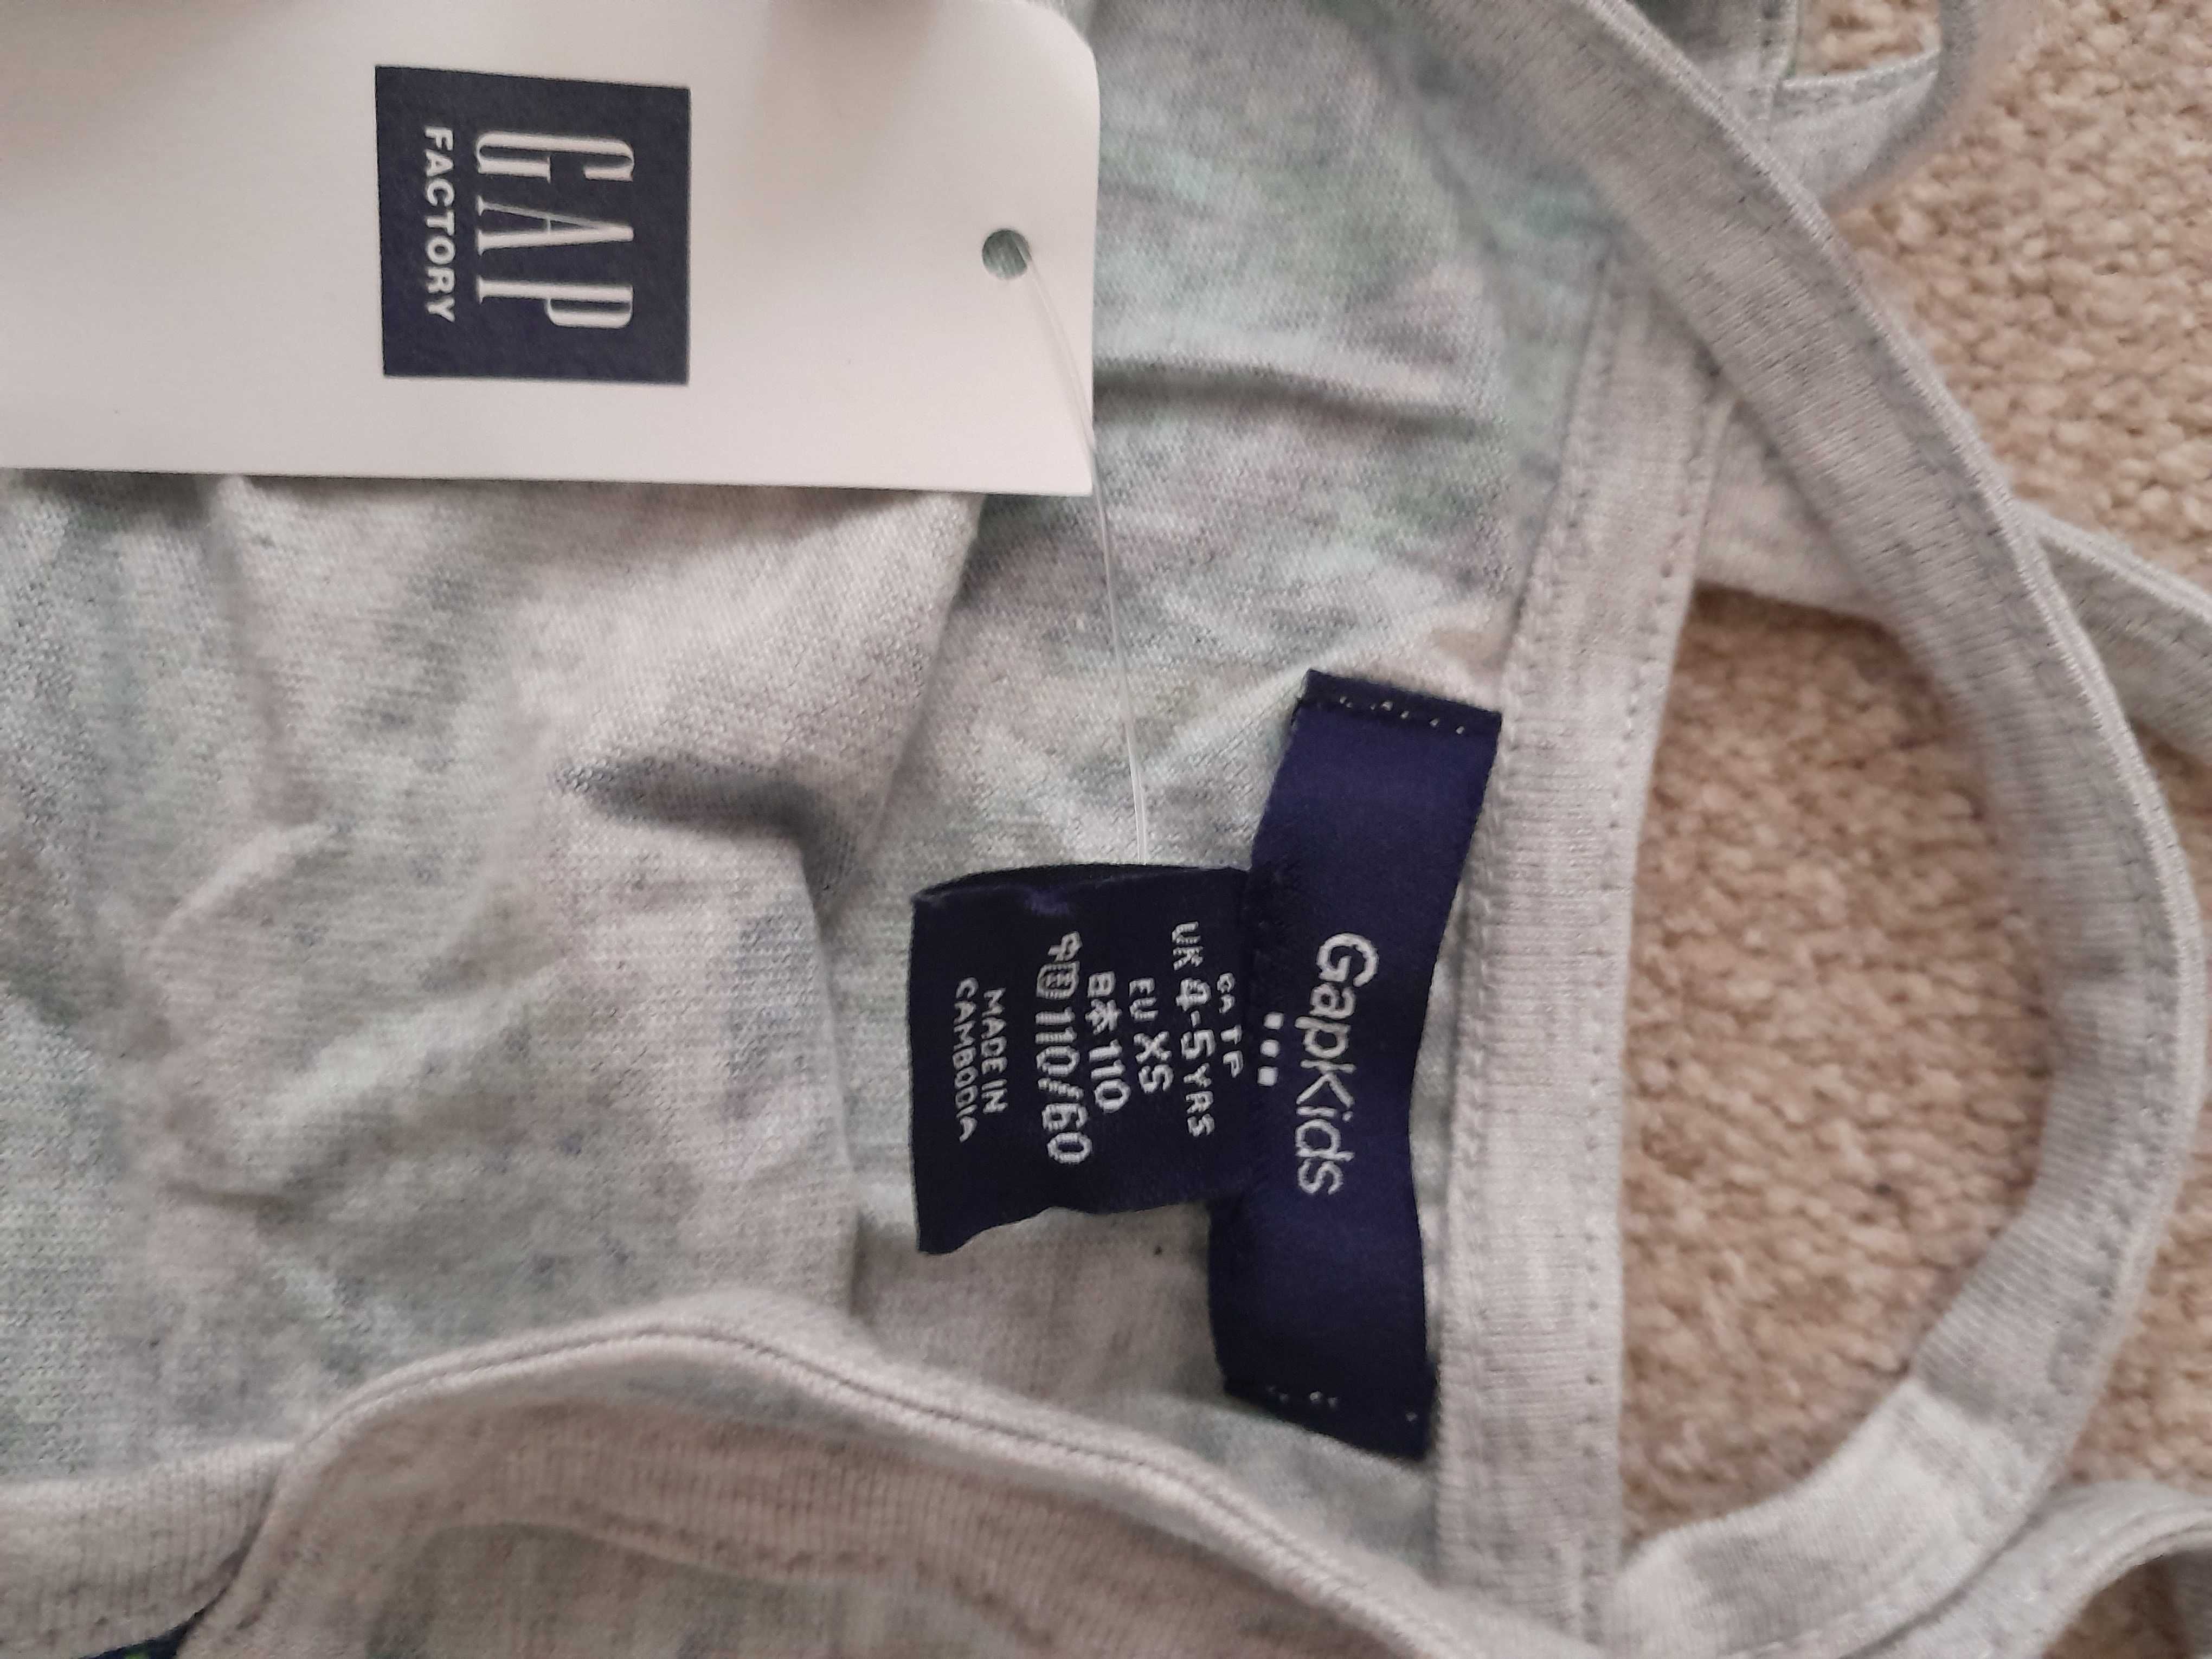 GAP
FACTORY
GapKids
CA TP
UK 4-5YRS
EU XS
日本 110
中国 110/60
MADE IN
CAMBODIA